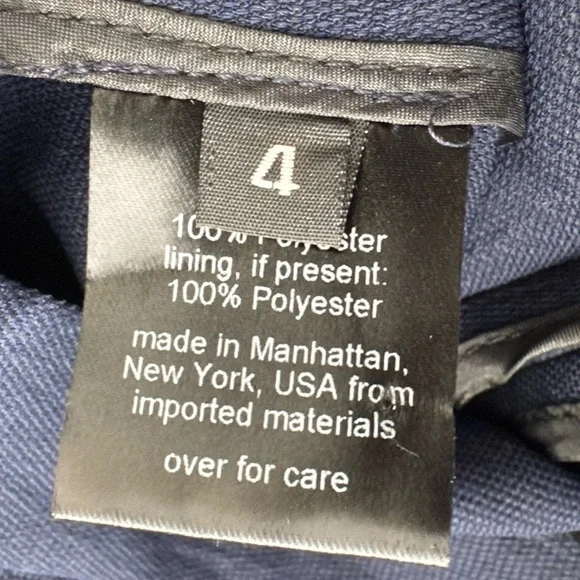 4
100% Polyester
lining, if present:
100% Polyester
made in Manhattan,
New York, USA from
imported materials
over for care